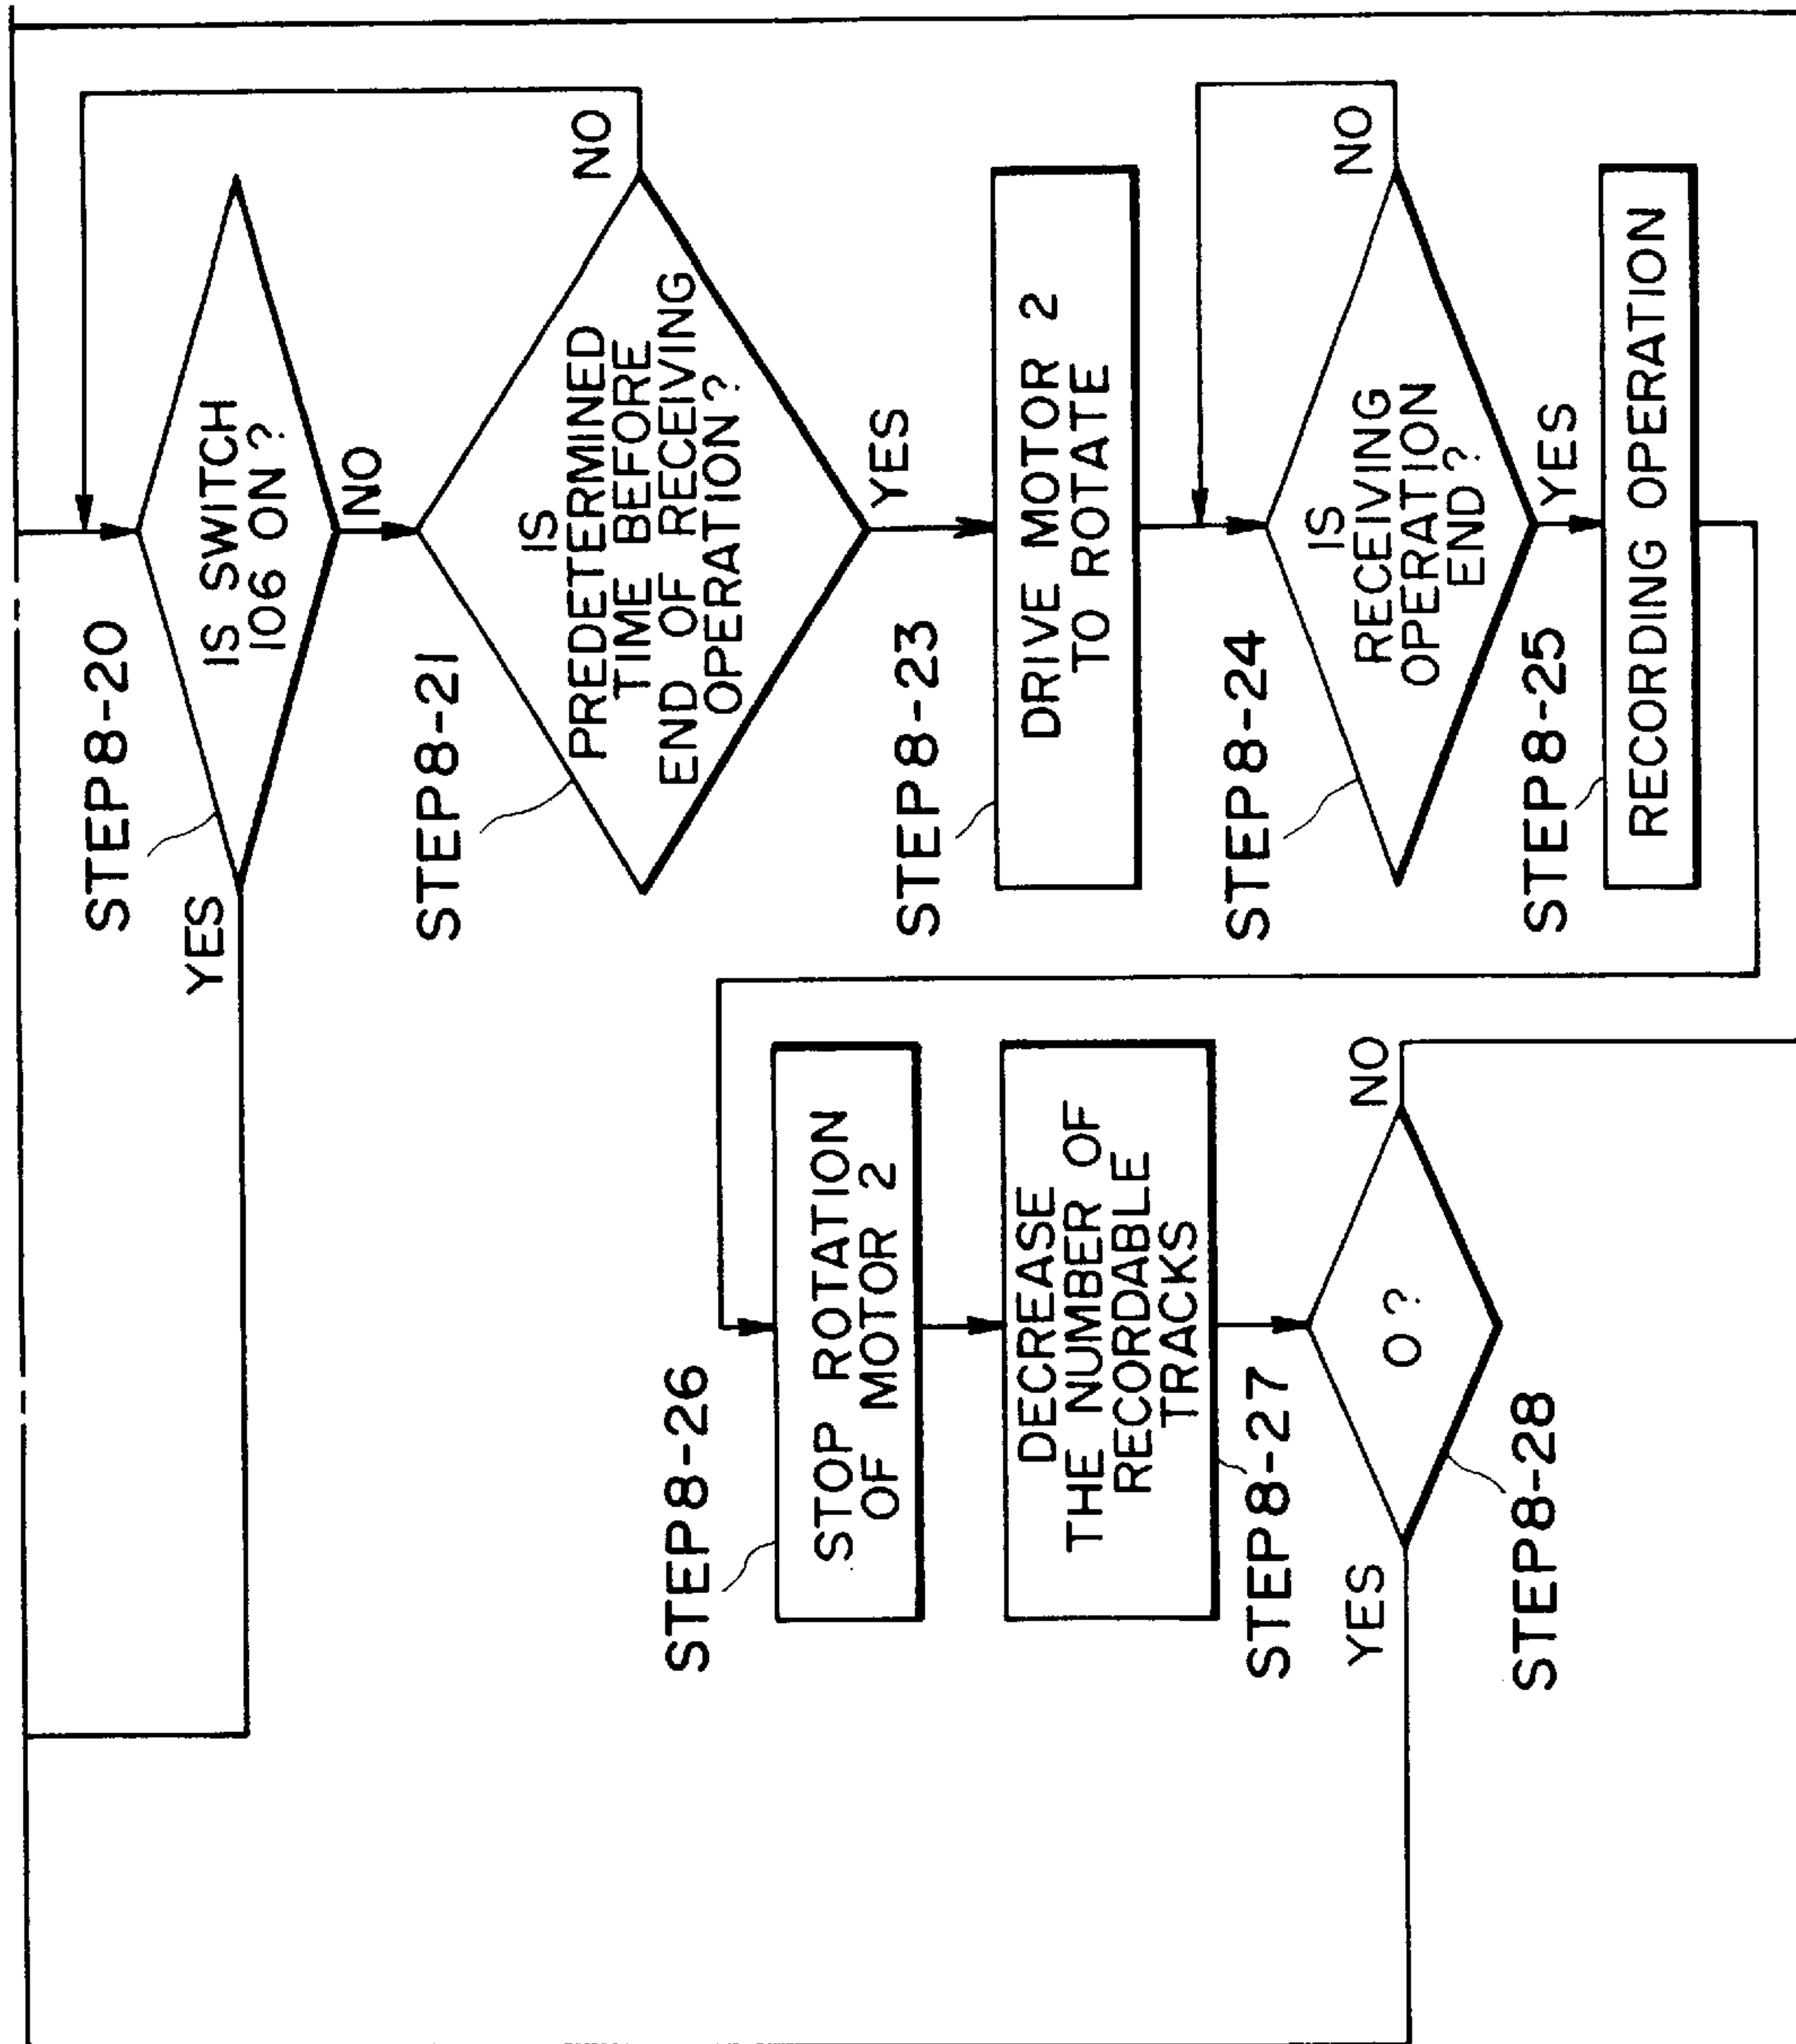 STEP8-20
IS SWITCH
106 ON?
YES
NO
STEP8-21
IS
PREDETERMINED
TIME BEFORE
END OF RECEIVING
OPERATION?
NO
YES
STEP8-23
DRIVE MOTOR 2
TO ROTATE
STEP8-24
IS
RECEIVING
OPERATION
END?
NO
YES
STEP8-25
RECORDING OPERATION
STEP8-26
STOP ROTATION
OF MOTOR 2
DECREASE
THE NUMBER OF
RECORDABLE
TRACKS
STEP8-27
0?
YES
NO
STEP8-28